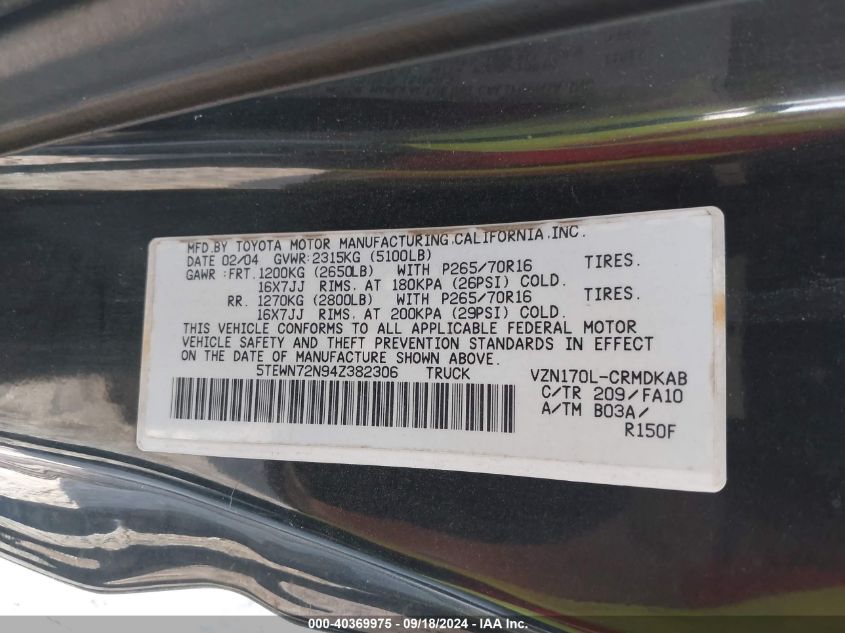 MFD.BY TOYOTA MOTOR MANUFACTURING.CALIFORNIA.INC.
DATE 02/04 GVWR:2315KG (5100LB)
GAWR :FRT.1200KG (2650LB) WITH P265/70R16 TIRES.
16X7JJ RIMS. AT 180KPA (26PSI) COLD.
RR. 1270KG (2800LB) WITH P265/70R16 TIRES.
16X7JJ RIMS. AT 200KPA (29PSI) COLD.
THIS VEHICLE CONFORMS TO ALL APPLICABLE FEDERAL MOTOR
VEHICLE SAFETY AND THEFT PREVENTION STANDARDS IN EFFECT
ON THE DATE OF MANUFACTURE SHOWN ABOVE.
5TEWN72N94Z382306 TRUCK VZN170L-CRMDKAB
C/TR 209/FA10
A/TM B03A/
R150F
000-40369975 - 09/18/2024 - IAA Inc.